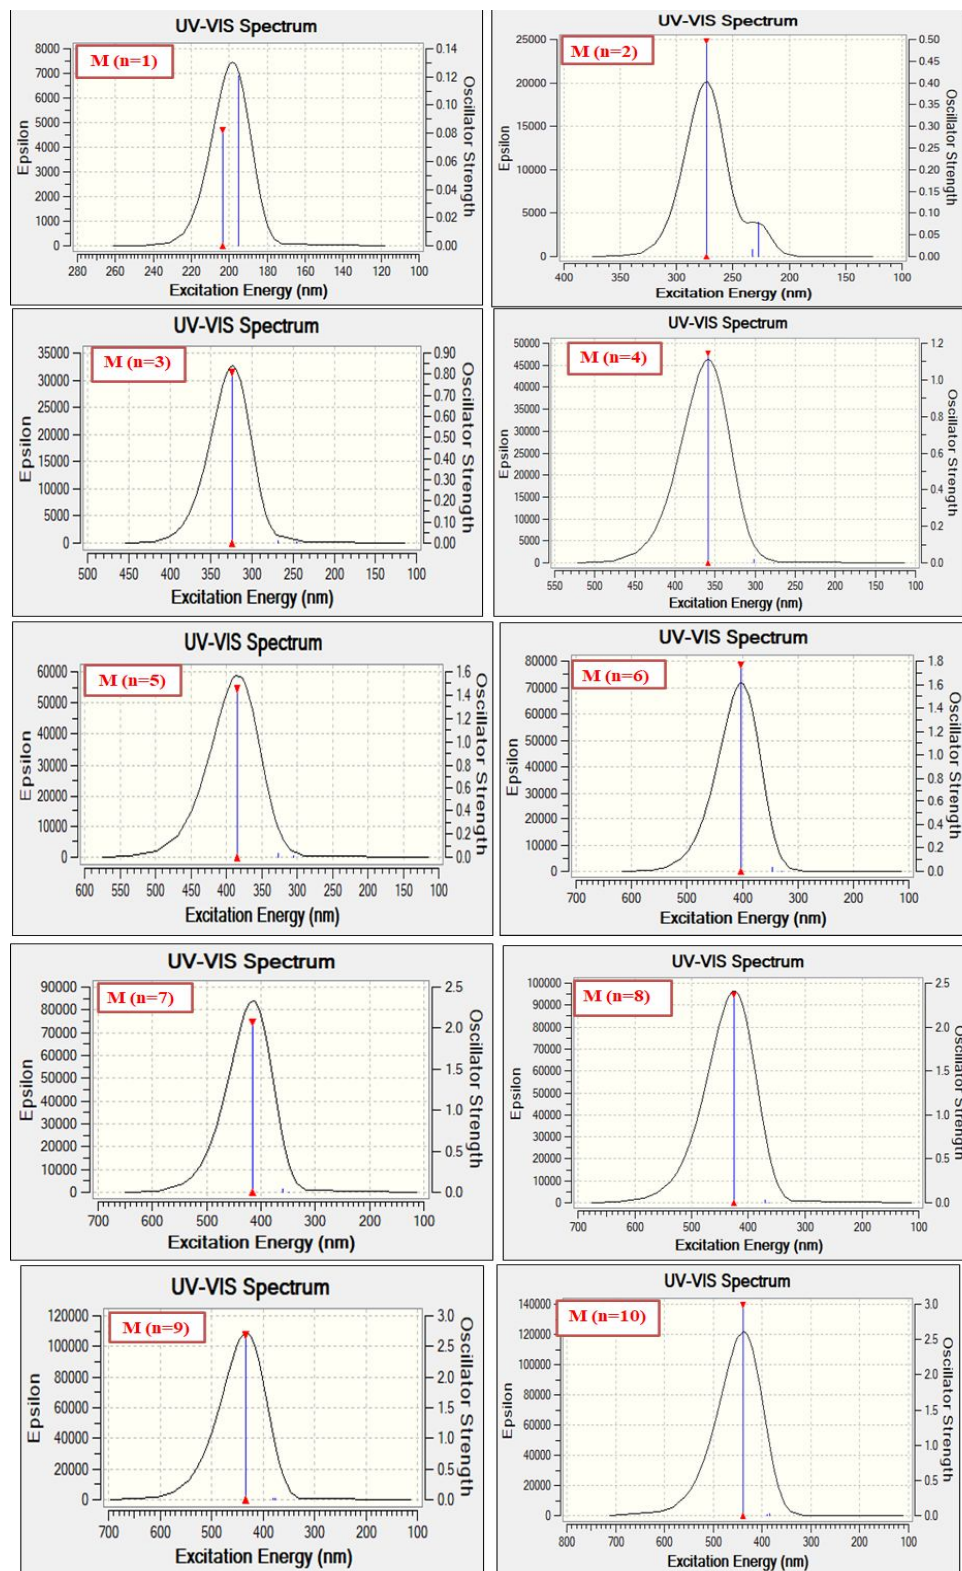 UV-VIS Spectrum
M (n=1)
8000
7000
6000
5000
4000
3000
2000
1000
0
Epsilon
0.14
0.12
0.10
0.08
0.06
0.04
0.02
0.00
Oscillator Strength
280 260 240 220 200 180 160 140 120 100
Excitation Energy (nm)
UV-VIS Spectrum
M (n=2)
25000
20000
15000
10000
5000
0
Epsilon
0.50
0.45
0.40
0.35
0.30
0.25
0.20
0.15
0.10
0.05
0.00
Oscillator Strength
400 350 300 250 200 150 100
Excitation Energy (nm)
UV-VIS Spectrum
M (n=3)
35000
30000
25000
20000
15000
10000
5000
0
Epsilon
0.90
0.80
0.70
0.60
0.50
0.40
0.30
0.20
0.10
0.00
Oscillator Strength
500 450 400 350 300 250 200 150 100
Excitation Energy (nm)
UV-VIS Spectrum
M (n=4)
50000
45000
40000
35000
30000
25000
20000
15000
10000
5000
0
Epsilon
1.2
1.1
1.0
0.8
0.6
0.4
0.2
0.0
Oscillator Strength
550 500 450 400 350 300 250 200 150 100
Excitation Energy (nm)
UV-VIS Spectrum
M (n=5)
60000
50000
40000
30000
20000
10000
0
Epsilon
1.6
1.4
1.2
1.0
0.8
0.6
0.4
0.2
0.0
Oscillator Strength
600 550 500 450 400 350 300 250 200 150 100
Excitation Energy (nm)
UV-VIS Spectrum
M (n=6)
80000
70000
60000
50000
40000
30000
20000
10000
0
Epsilon
1.8
1.6
1.4
1.2
1.0
0.8
0.6
0.4
0.2
0.0
Oscillator Strength
700 600 500 400 300 200 100
Excitation Energy (nm)
UV-VIS Spectrum
M (n=7)
90000
80000
70000
60000
50000
40000
30000
20000
10000
0
Epsilon
2.5
2.0
1.5
1.0
0.5
0.0
Oscillator Strength
700 600 500 400 300 200 100
Excitation Energy (nm)
UV-VIS Spectrum
M (n=8)
100000
90000
80000
70000
60000
50000
40000
30000
20000
10000
0
Epsilon
2.5
2.0
1.5
1.0
0.5
0.0
Oscillator Strength
700 600 500 400 300 200 100
Excitation Energy (nm)
UV-VIS Spectrum
M (n=9)
120000
100000
80000
60000
40000
20000
0
Epsilon
3.0
2.5
2.0
1.5
1.0
0.5
0.0
Oscillator Strength
700 600 500 400 300 200 100
Excitation Energy (nm)
UV-VIS Spectrum
M (n=10)
140000
120000
100000
80000
60000
40000
20000
0
Epsilon
3.0
2.5
2.0
1.5
1.0
0.5
0.0
Oscillator Strength
800 700 600 500 400 300 200 100
Excitation Energy (nm)